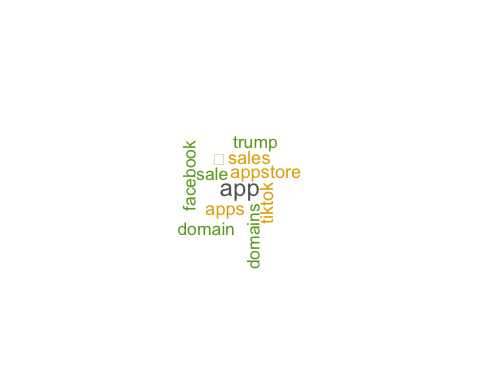 trump
sales
facebook
sale
appstore
app
tiktok
apps
domains
domain